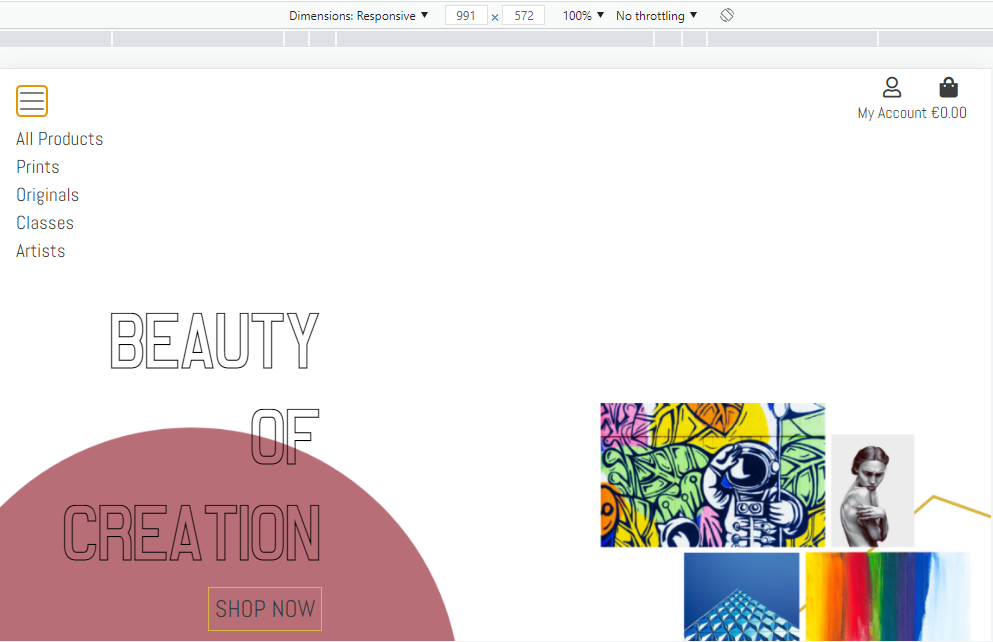 Dimensions: Responsive ▼ 991 × 572 100% ▼ No throttling ▼
My Account €0.00
All Products
Prints
Originals
Classes
Artists
BEAUTY
OF
CREATION
SHOP NOW